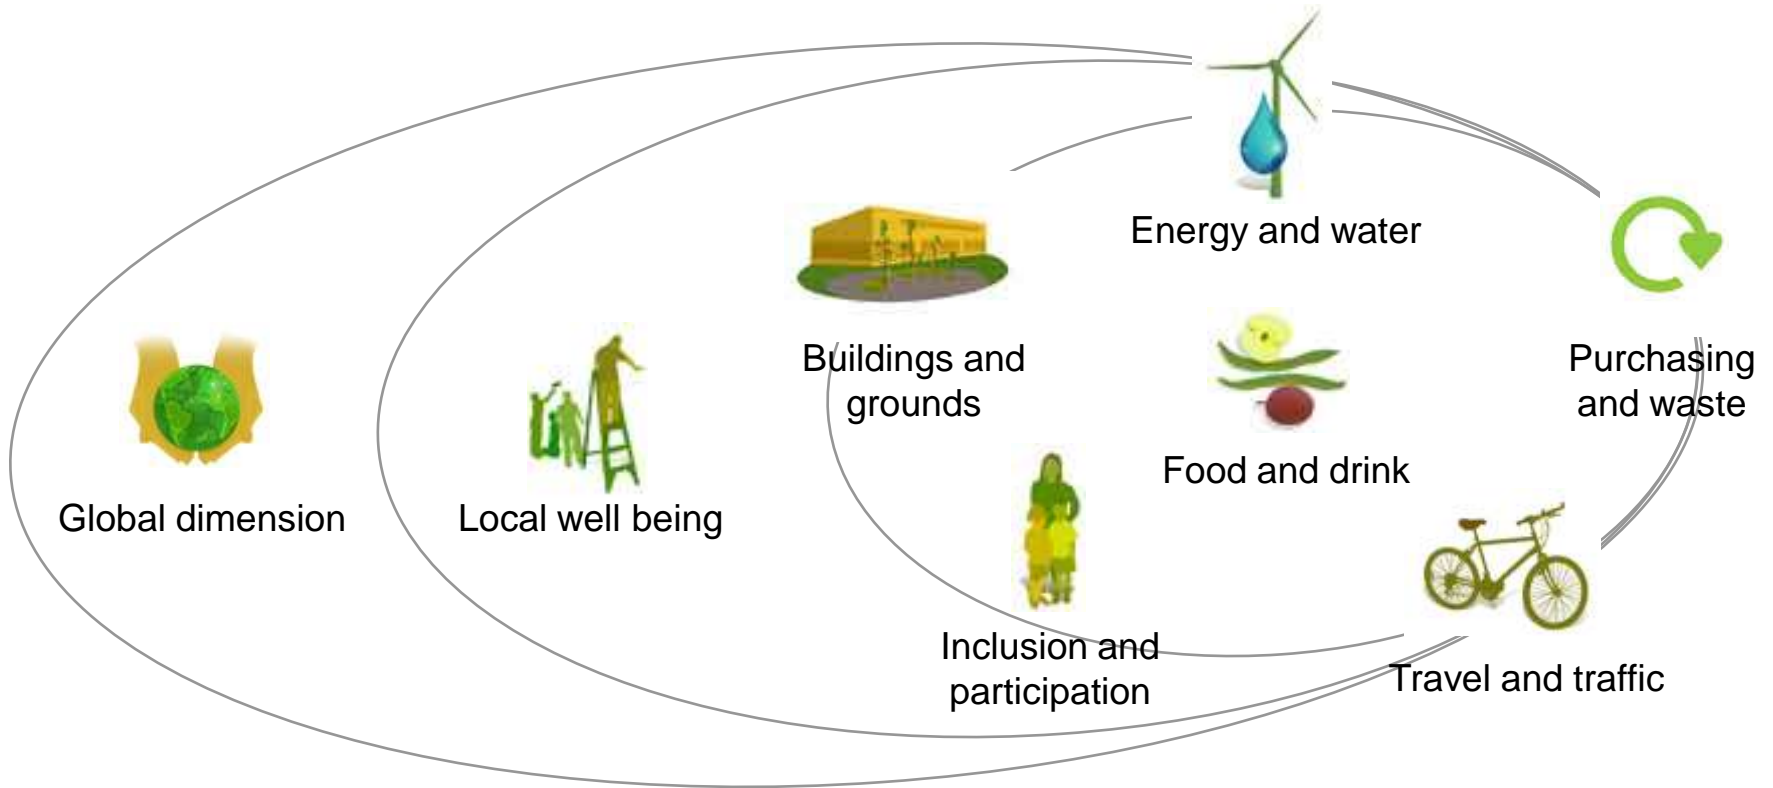 Energy and water
Buildings and
grounds
Purchasing
and waste
Food and drink
Global dimension
Local well being
Inclusion and
participation
Travel and traffic